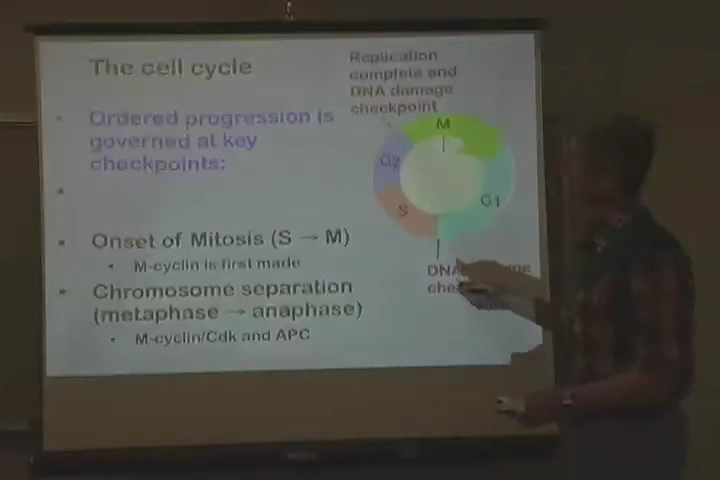 The cell cycle
Ordered progression is
governed at key
checkpoints:
Onset of Mitosis (S → M)
M-cyclin is first made
Chromosome separation
(metaphase → anaphase)
M-cyclin/Cdk and APC
Replication
complete and
DNA damage
checkpoint
M
G2
G1
S
DNA